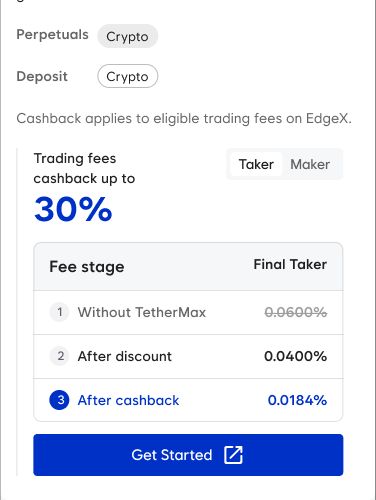 Perpetuals Crypto
Deposit Crypto
Cashback applies to eligible trading fees on EdgeX.
Trading fees
cashback up to
30%
Taker Maker
Fee stage Final Taker
1 Without TetherMax 0.0600%
2 After discount 0.0400%
3 After cashback 0.0184%
Get Started